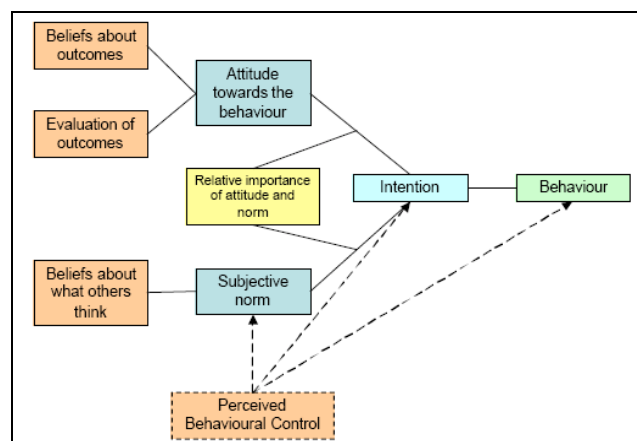 Beliefs about
outcomes
Attitude
towards the
behaviour
Evaluation of
outcomes
Relative importance
of attitude and
norm
Intention
Behaviour
Beliefs about
what others
think
Subjective
norm
Perceived
Behavioural Control